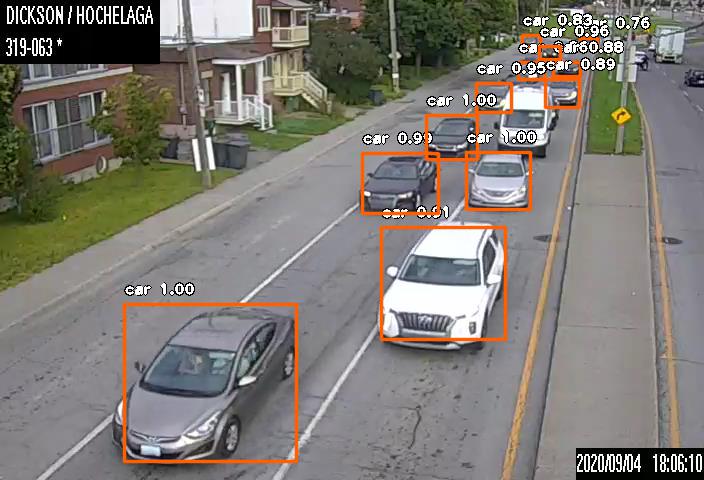 DICKSON / HOCHELAGA
319-063 *
car 0.83
0.76
car 0.96
0.88
car 0.89
0.95
car 1.00
car 0.99
car 1.00
car 0.91
car 1.00
2020/09/04 18:06:10